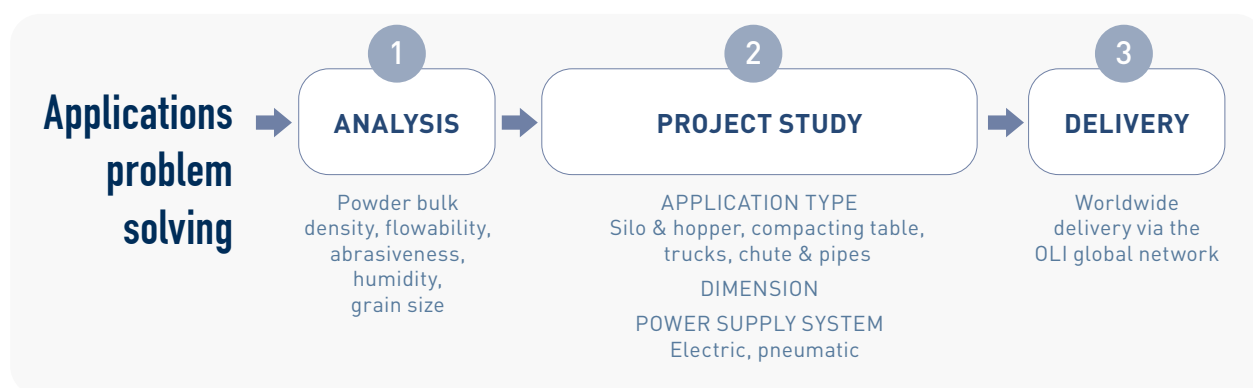 Applications
problem
solving
1
ANALYSIS
Powder bulk
density, flowability,
abrasiveness,
humidity,
grain size
2
PROJECT STUDY
APPLICATION TYPE
Silo & hopper, compacting table,
trucks, chute & pipes
DIMENSION
POWER SUPPLY SYSTEM
Electric, pneumatic
3
DELIVERY
Worldwide
delivery via the
OLI global network